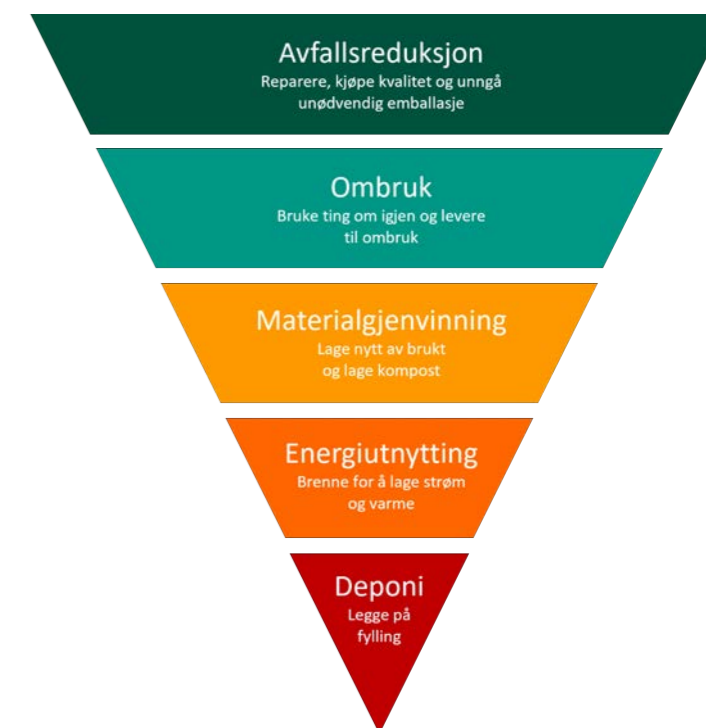 Avfallsreduksjon
Reparere, kjøpe kvalitet og unngå
unødvendig emballasje
Ombruk
Bruke ting om igjen og levere
til ombruk
Materialgjenvinning
Lage nytt av brukt
og lage kompost
Energiutnytting
Brenne for å lage strøm
og varme
Deponi
Legge på
fylling